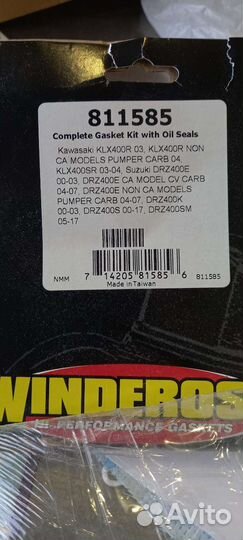 811585
Complete Gasket Kit with Oil Seals
Kawasaki KLX400R 03, KLX400R NON
CA MODELS PUMPER CARB 04,
KLX400SR 03-04, Suzuki DRZ400E
00-03, DRZ400E CA MODEL CV CARB
04-07, DRZ400E NON CA MODELS
PUMPER CARB 04-07, DRZ400K
00-03, DRZ400S 00-17, DRZ400SM
05-17
NMM
7 14205 81585 6
811585
Made in Taiwan
WINDEROS
PERFORMANCE GASKETS
Avito